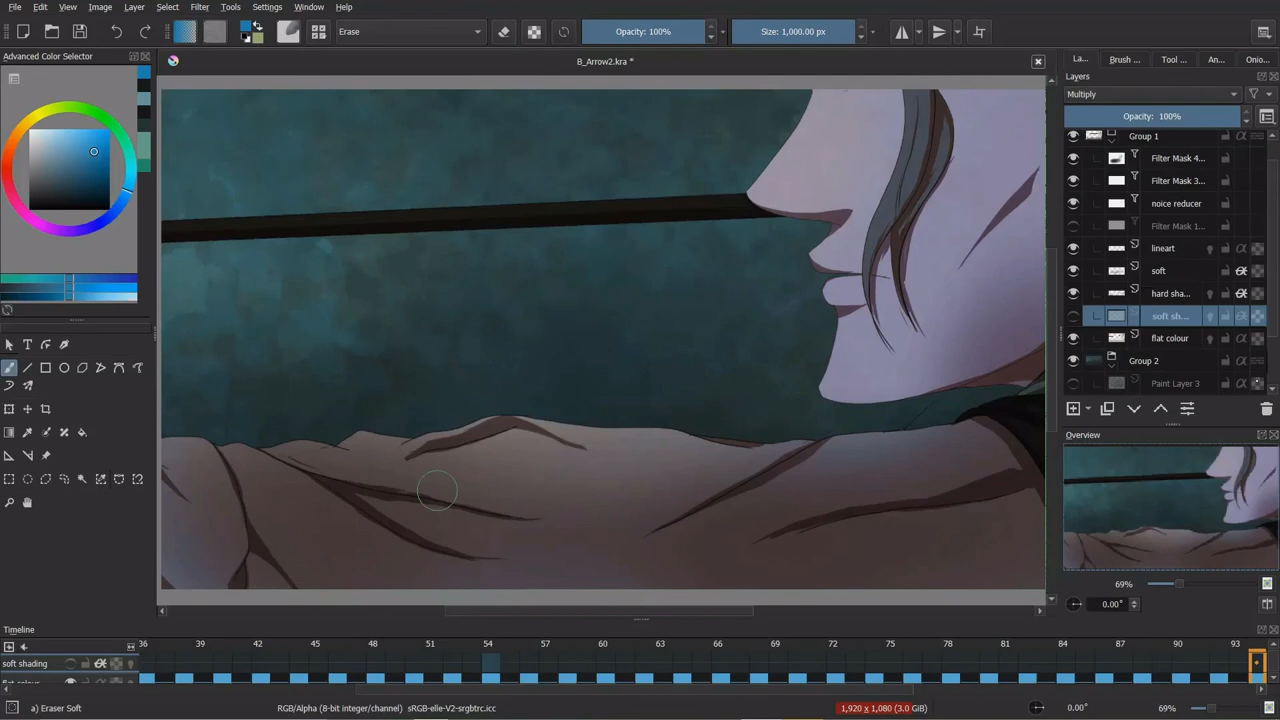 File Edit View Image Layer Select Filter Tools Settings Window Help
Erase Opacity: 100% Size: 1,000.00 px
Advanced Color Selector
B_Arrow2.kra *
La... Brush ... Tool ... An... Onio...
Layers
Multiply
Opacity: 100%
Group 1
Filter Mask 4...
Filter Mask 3...
noice reducer
Filter Mask 1...
lineart
soft
hard sha...
soft sh...
flat colour
Group 2
Paint Layer 3
Overview
69%
0.00°
Timeline
36 39 42 45 48 51 54 57 60 63 66 69 72 75 78 81 84 87 90 93
soft shading
flat colour
a) Eraser Soft RGB/Alpha (8-bit integer/channel) sRGB-elle-V2-srgbtrc.icc 1,920 x 1,080 (3.0 GiB) 0.00° 69%